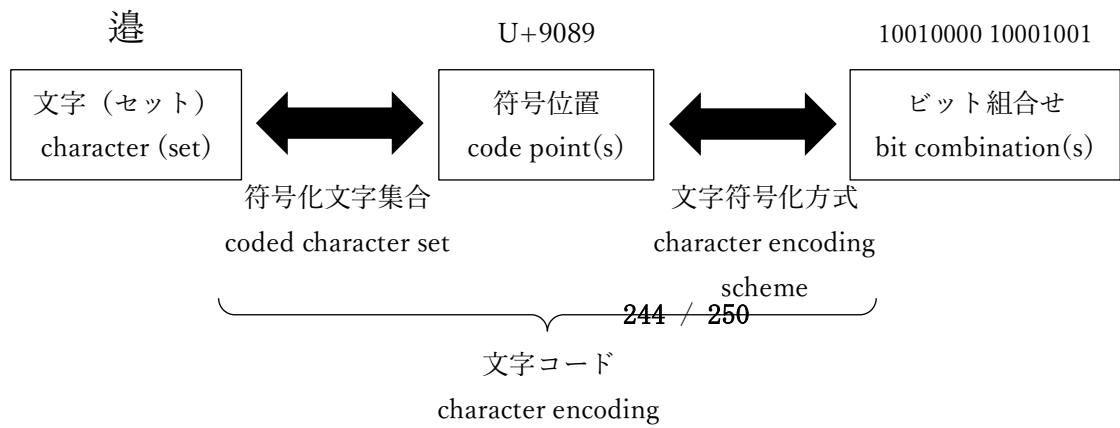 邉
U+9089
10010000 10001001
文字（セット）
character (set)
符号位置
code point(s)
ビット組合せ
bit combination(s)
符号化文字集合
coded character set
文字符号化方式
character encoding
scheme
244 / 250
文字コード
character encoding